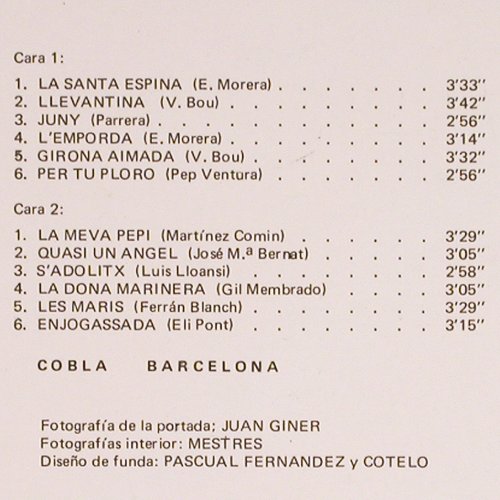 Cara 1:
1. LA SANTA ESPINA (E. Morera) . . . . . . . . . 3'33''
2. LLEVANTINA (V. Bou) . . . . . . . . . . 3'42''
3. JUNY (Parrera) . . . . . . . . . . . . . 2'56''
4. L'EMPORDA (E. Morera) . . . . . . . . . . 3'14''
5. GIRONA AIMADA (V. Bou) . . . . . . . . . 3'32''
6. PER TU PLORO (Pep Ventura) . . . . . . . . 2'56''
Cara 2:
1. LA MEVA PEPI (Martínez Comin) . . . . . . . 3'29''
2. QUASI UN ANGEL (José M.ª Bernat) . . . . . . 3'05''
3. S'ADOLITX (Luis Lloansi) . . . . . . . . . 2'58''
4. LA DONA MARINERA (Gil Membrado) . . . . . 3'05''
5. LES MARIS (Ferrán Blanch) . . . . . . . . . 3'29''
6. ENJOGASSADA (Eli Pont) . . . . . . . . . 3'15''
COBLA BARCELONA
Fotografía de la portada; JUAN GINER
Fotografías interior: MESTRES
Diseño de funda: PASCUAL FERNANDEZ y COTELO